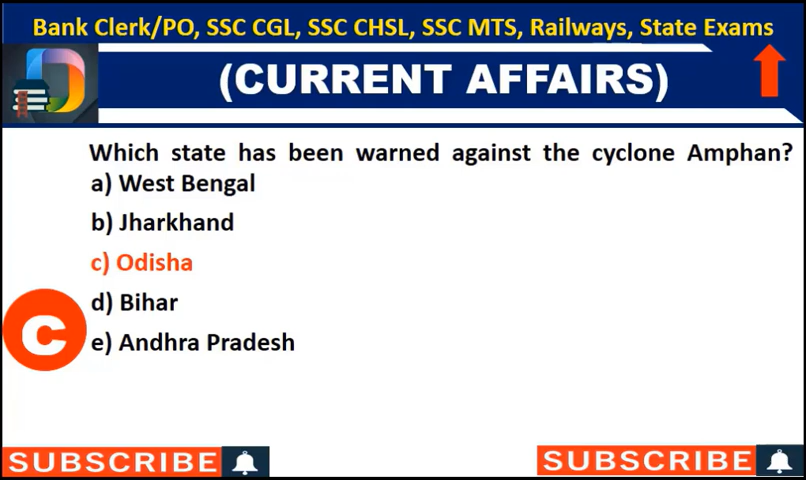 Bank Clerk/PO, SSC CGL, SSC CHSL, SSC MTS, Railways, State Exams
(CURRENT AFFAIRS)
Which state has been warned against the cyclone Amphan?
a) West Bengal
b) Jharkhand
c) Odisha
d) Bihar
C
e) Andhra Pradesh
SUBSCRIBE
SUBSCRIBE